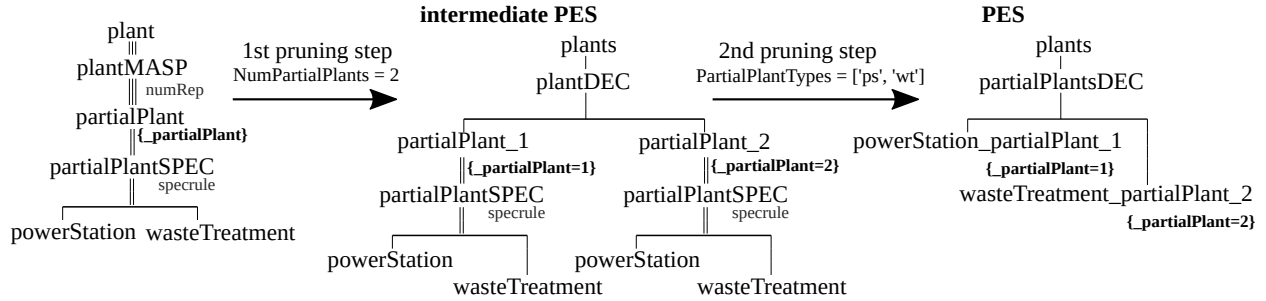 intermediate PES
PES
plant
plantMASP
numRep
partialPlant
{_partialPlant}
partialPlantSPEC
specrule
powerStation wasteTreatment
1st pruning step
NumPartialPlants = 2
plants
plantDEC
partialPlant_1
{_partialPlant=1}
partialPlantSPEC
specrule
powerStation
wasteTreatment
partialPlant_2
{_partialPlant=2}
partialPlantSPEC
specrule
powerStation
wasteTreatment
2nd pruning step
PartialPlantTypes = ['ps', 'wt']
plants
partialPlantsDEC
powerStation_partialPlant_1
{_partialPlant=1}
wasteTreatment_partialPlant_2
{_partialPlant=2}